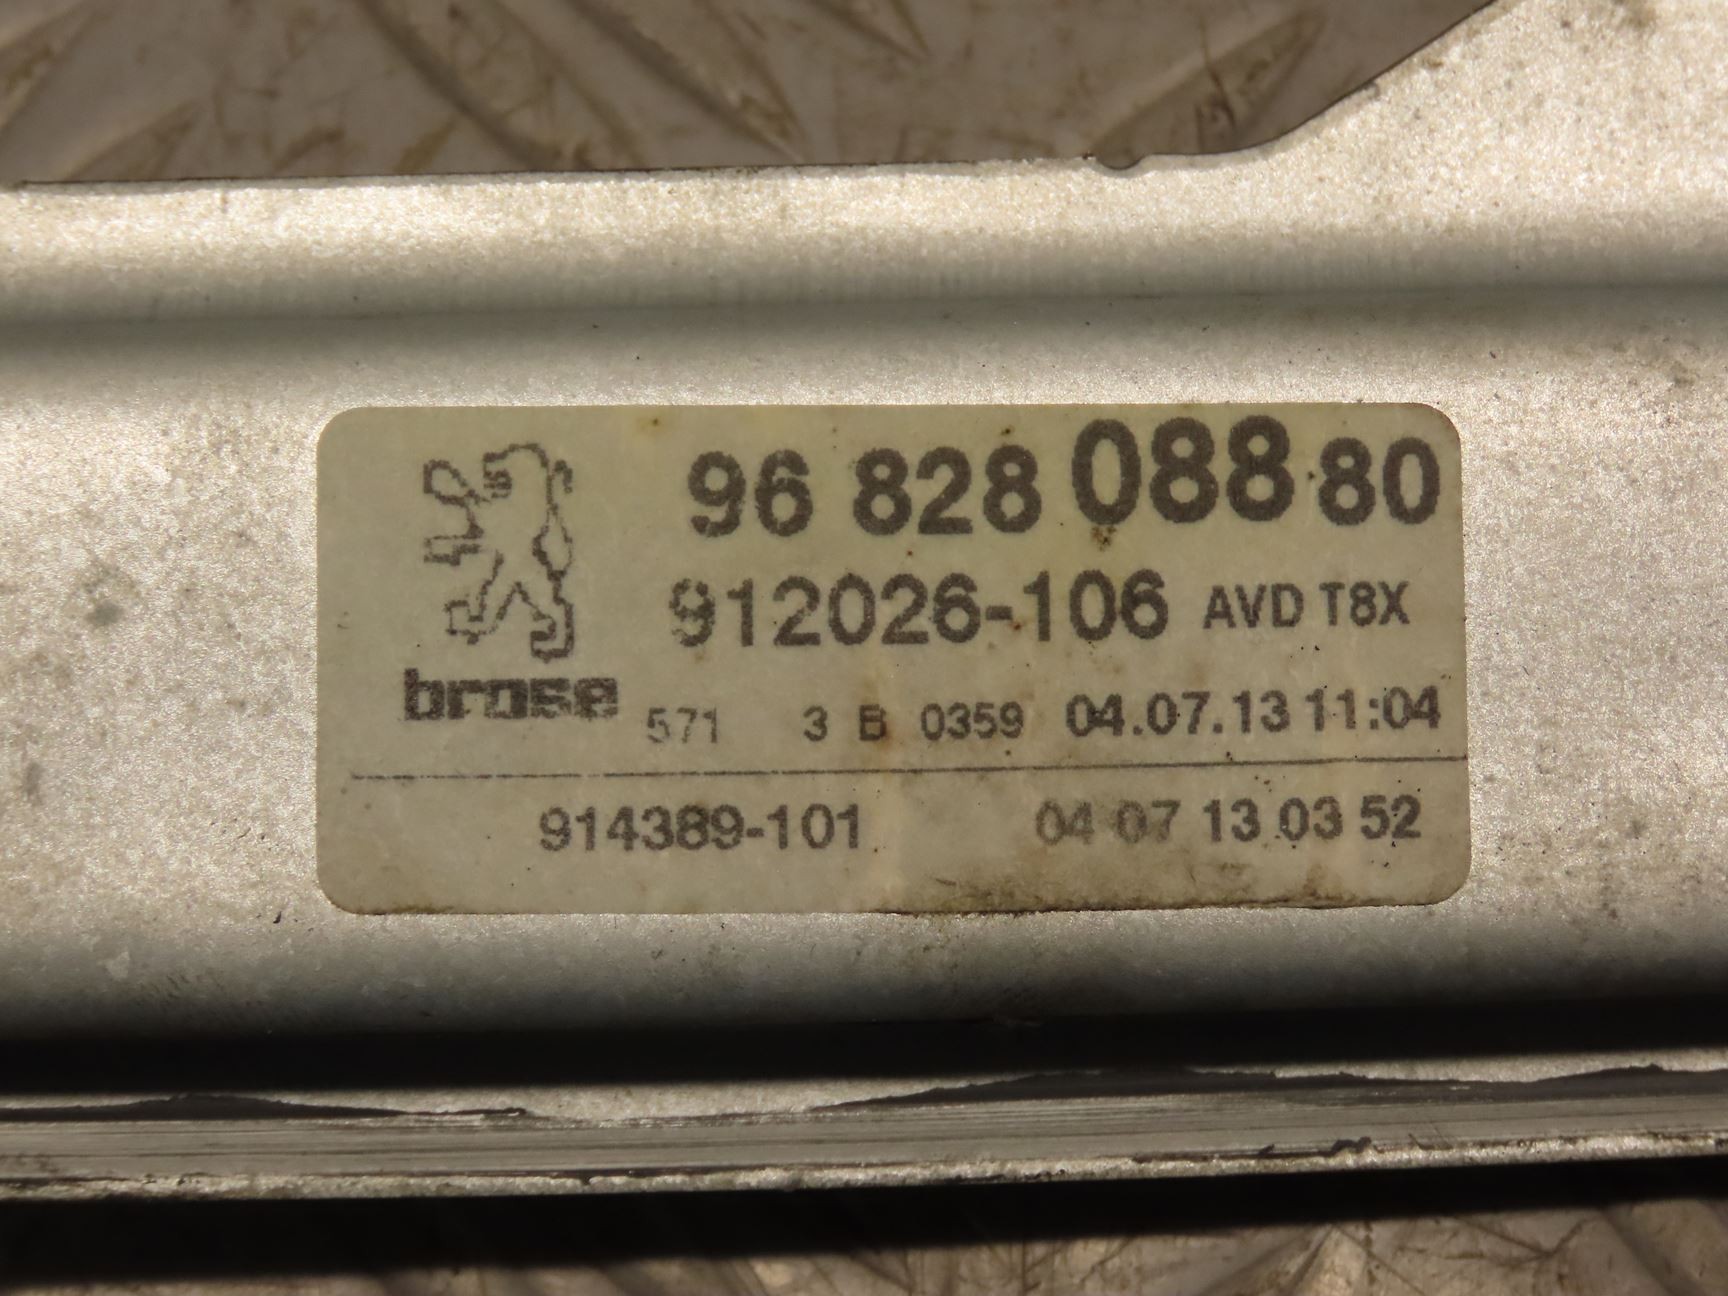 96 828 088 80
912026-106 AVD T8X
brose 571 3 B 0359 04.07.13 11:04
914389-101 04 07 13 03 52